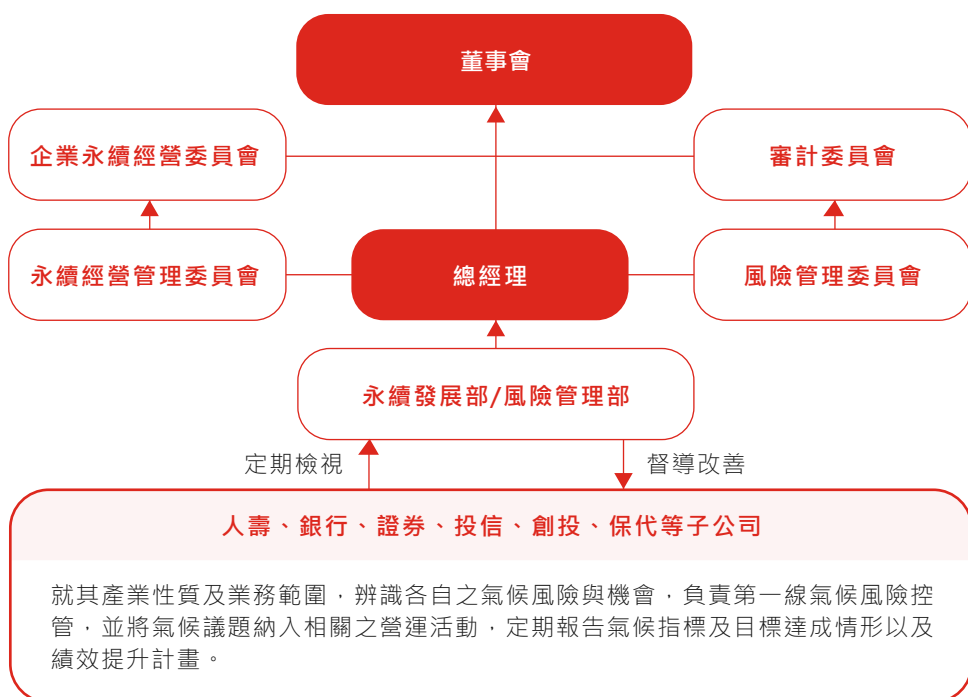 董事會
企業永續經營委員會
審計委員會
永續經營管理委員會
總經理
風險管理委員會
永續發展部/風險管理部
定期檢視
督導改善
人壽、銀行、證券、投信、創投、保代等子公司
就其產業性質及業務範圍，辨識各自之氣候風險與機會，負責第一線氣候風險控
管，並將氣候議題納入相關之營運活動，定期報告氣候指標及目標達成情形以及
績效提升計畫。